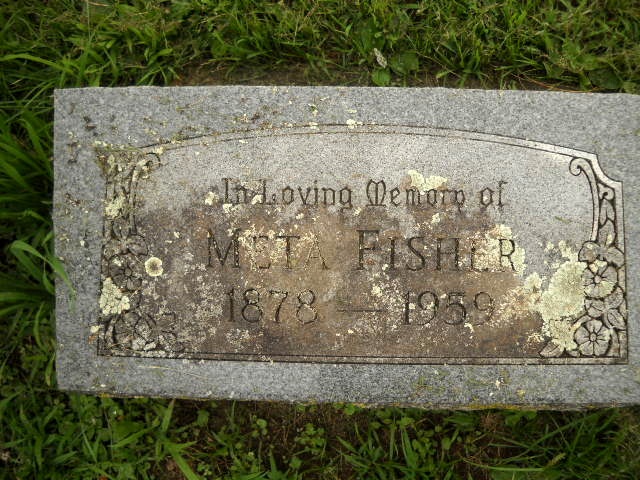 In Loving Memory of
META FISHER
1878 — 1959